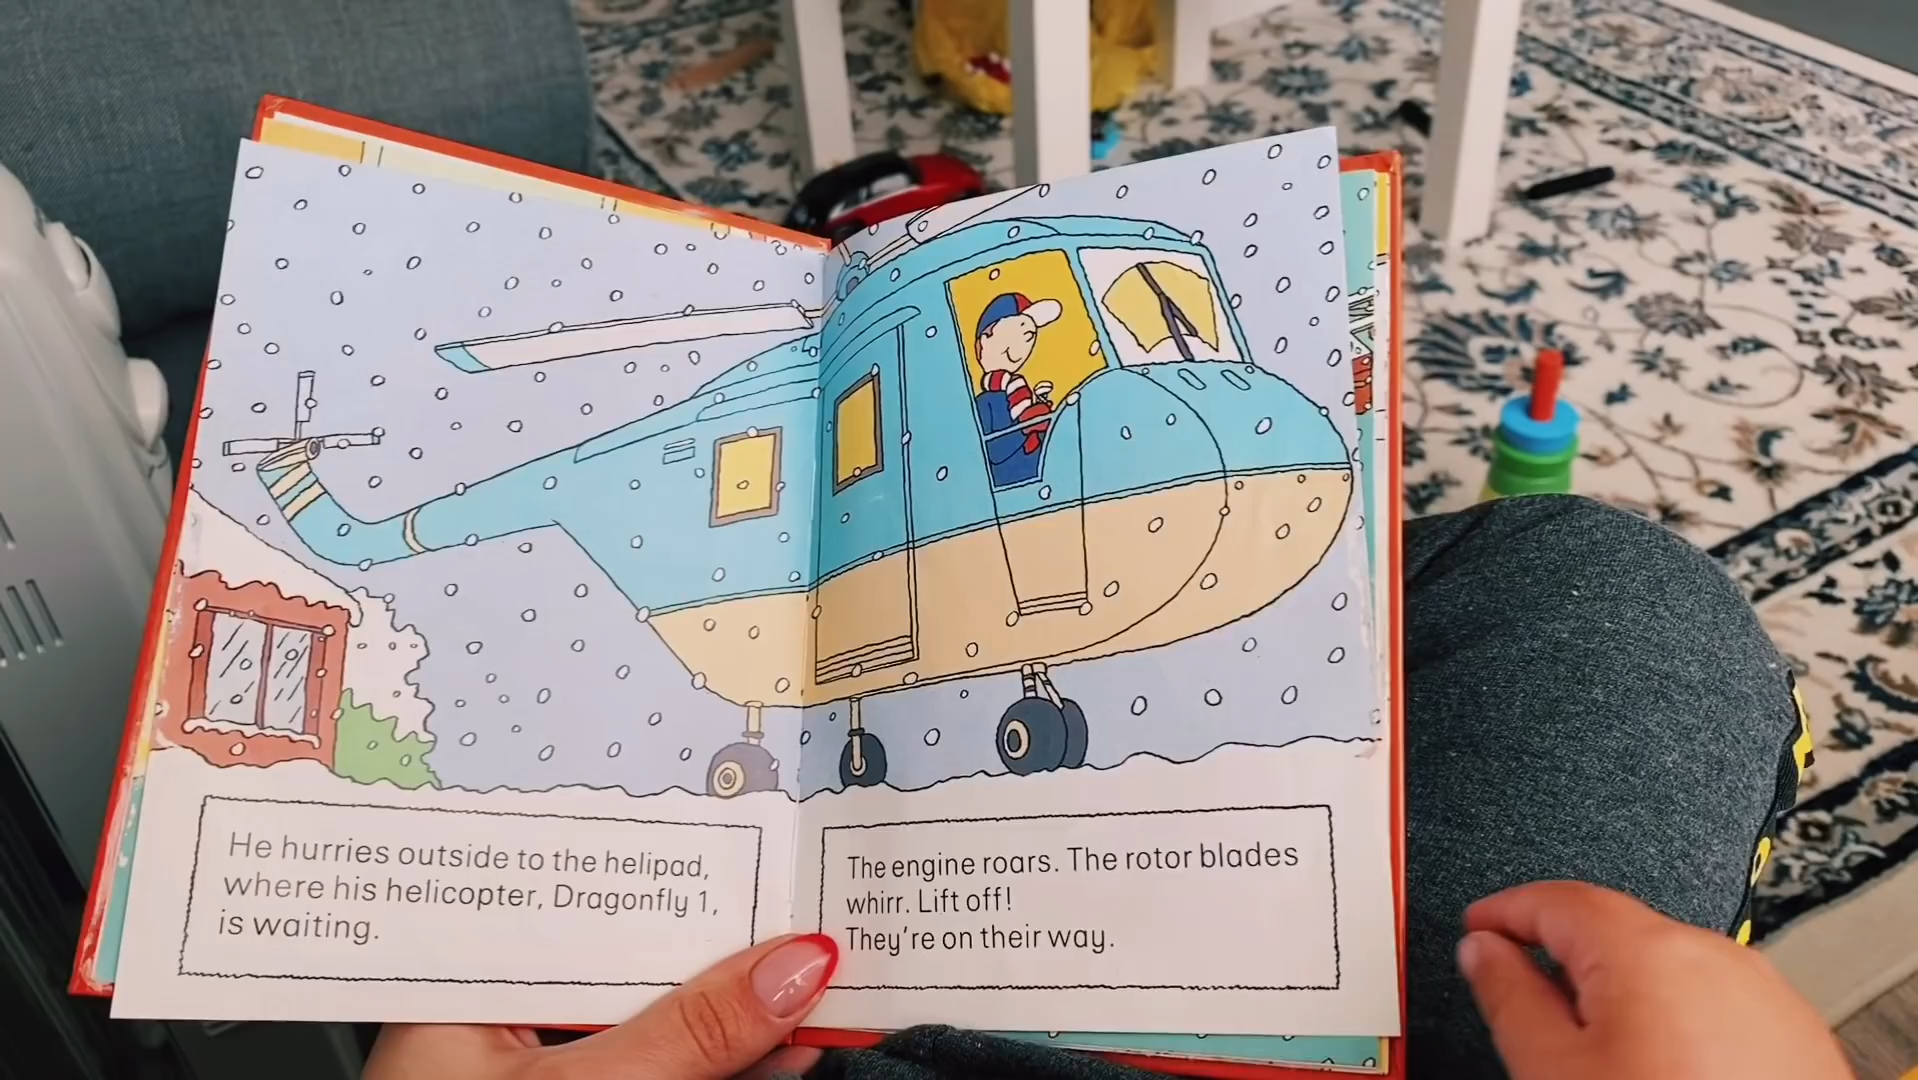 He hurries outside to the helipad,
where his helicopter, Dragonfly 1,
is waiting.
The engine roars. The rotor blades
whirr. Lift off!
They're on their way.